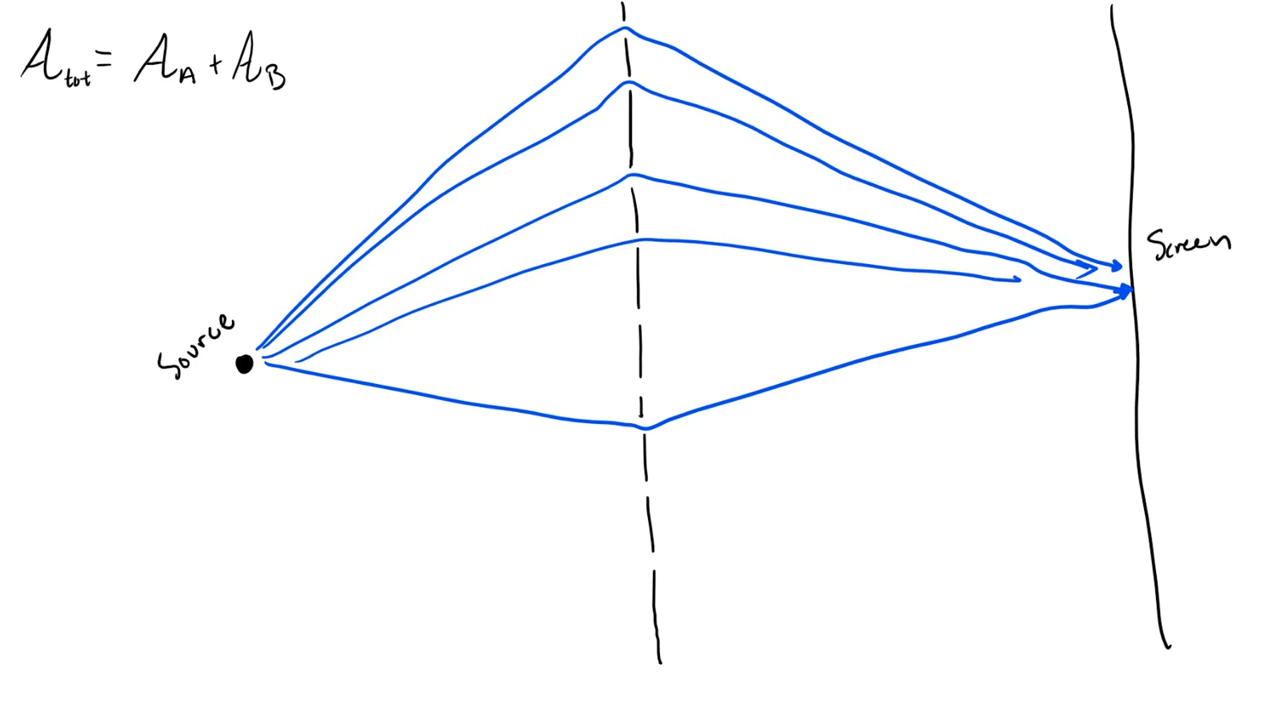 A_tot = A_A + A_B
Source
Screen